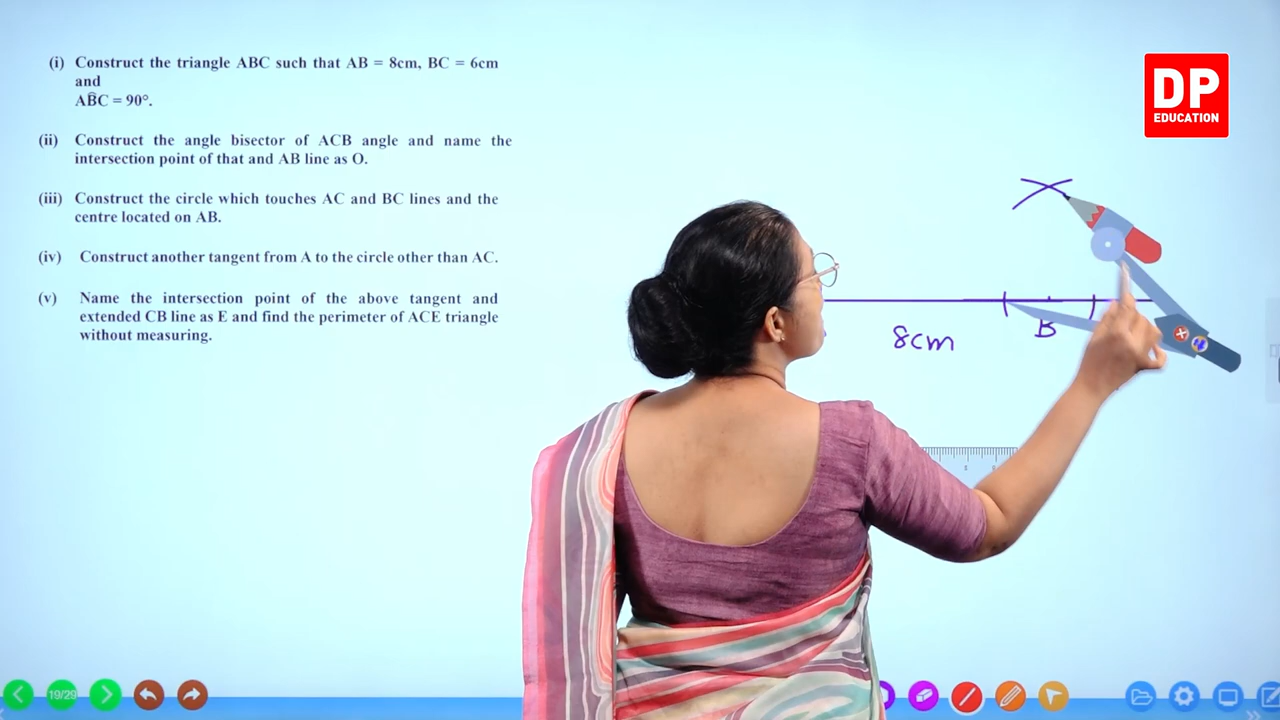 (i) Construct the triangle ABC such that AB = 8cm, BC = 6cm
and
AB̂C = 90°.
(ii) Construct the angle bisector of ACB angle and name the
intersection point of that and AB line as O.
(iii) Construct the circle which touches AC and BC lines and the
centre located on AB.
(iv) Construct another tangent from A to the circle other than AC.
(v) Name the intersection point of the above tangent and
extended CB line as E and find the perimeter of ACE triangle
without measuring.
DP
EDUCATION
8cm
B
19/29